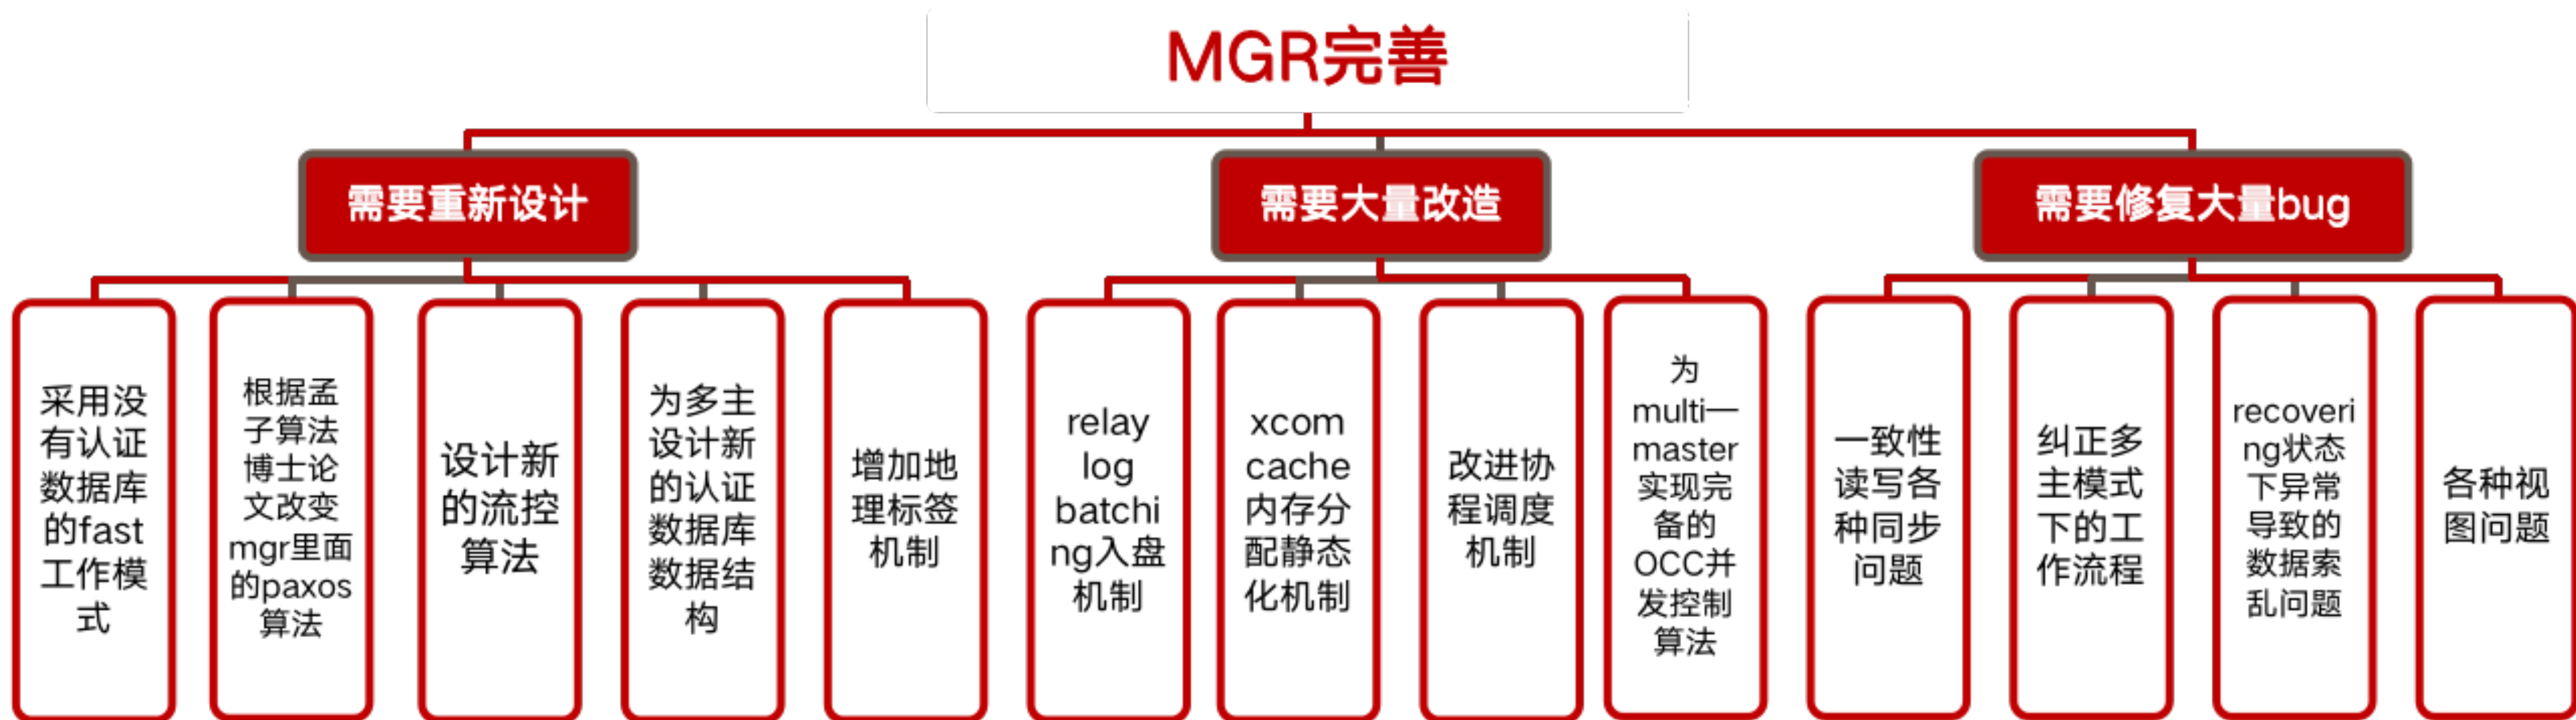 MGR完善
需要重新设计
需要大量改造
需要修复大量bug
采用没
有认证
数据库
的fast
工作模
式
根据孟
子算法
博士论
文改变
mgr里面
的paxos
算法
设计新
的流控
算法
为多主
设计新
的认证
数据库
数据结
构
增加地
理标签
机制
relay
log
batchi
ng入盘
机制
xcom
cache
内存分
配静态
化机制
改进协
程调度
机制
为
multi—
master
实现完
备的
OCC并
发控制
算法
一致性
读写各
种同步
问题
纠正多
主模式
下的工
作流程
recoveri
ng状态
下异常
导致的
数据索
乱问题
各种视
图问题